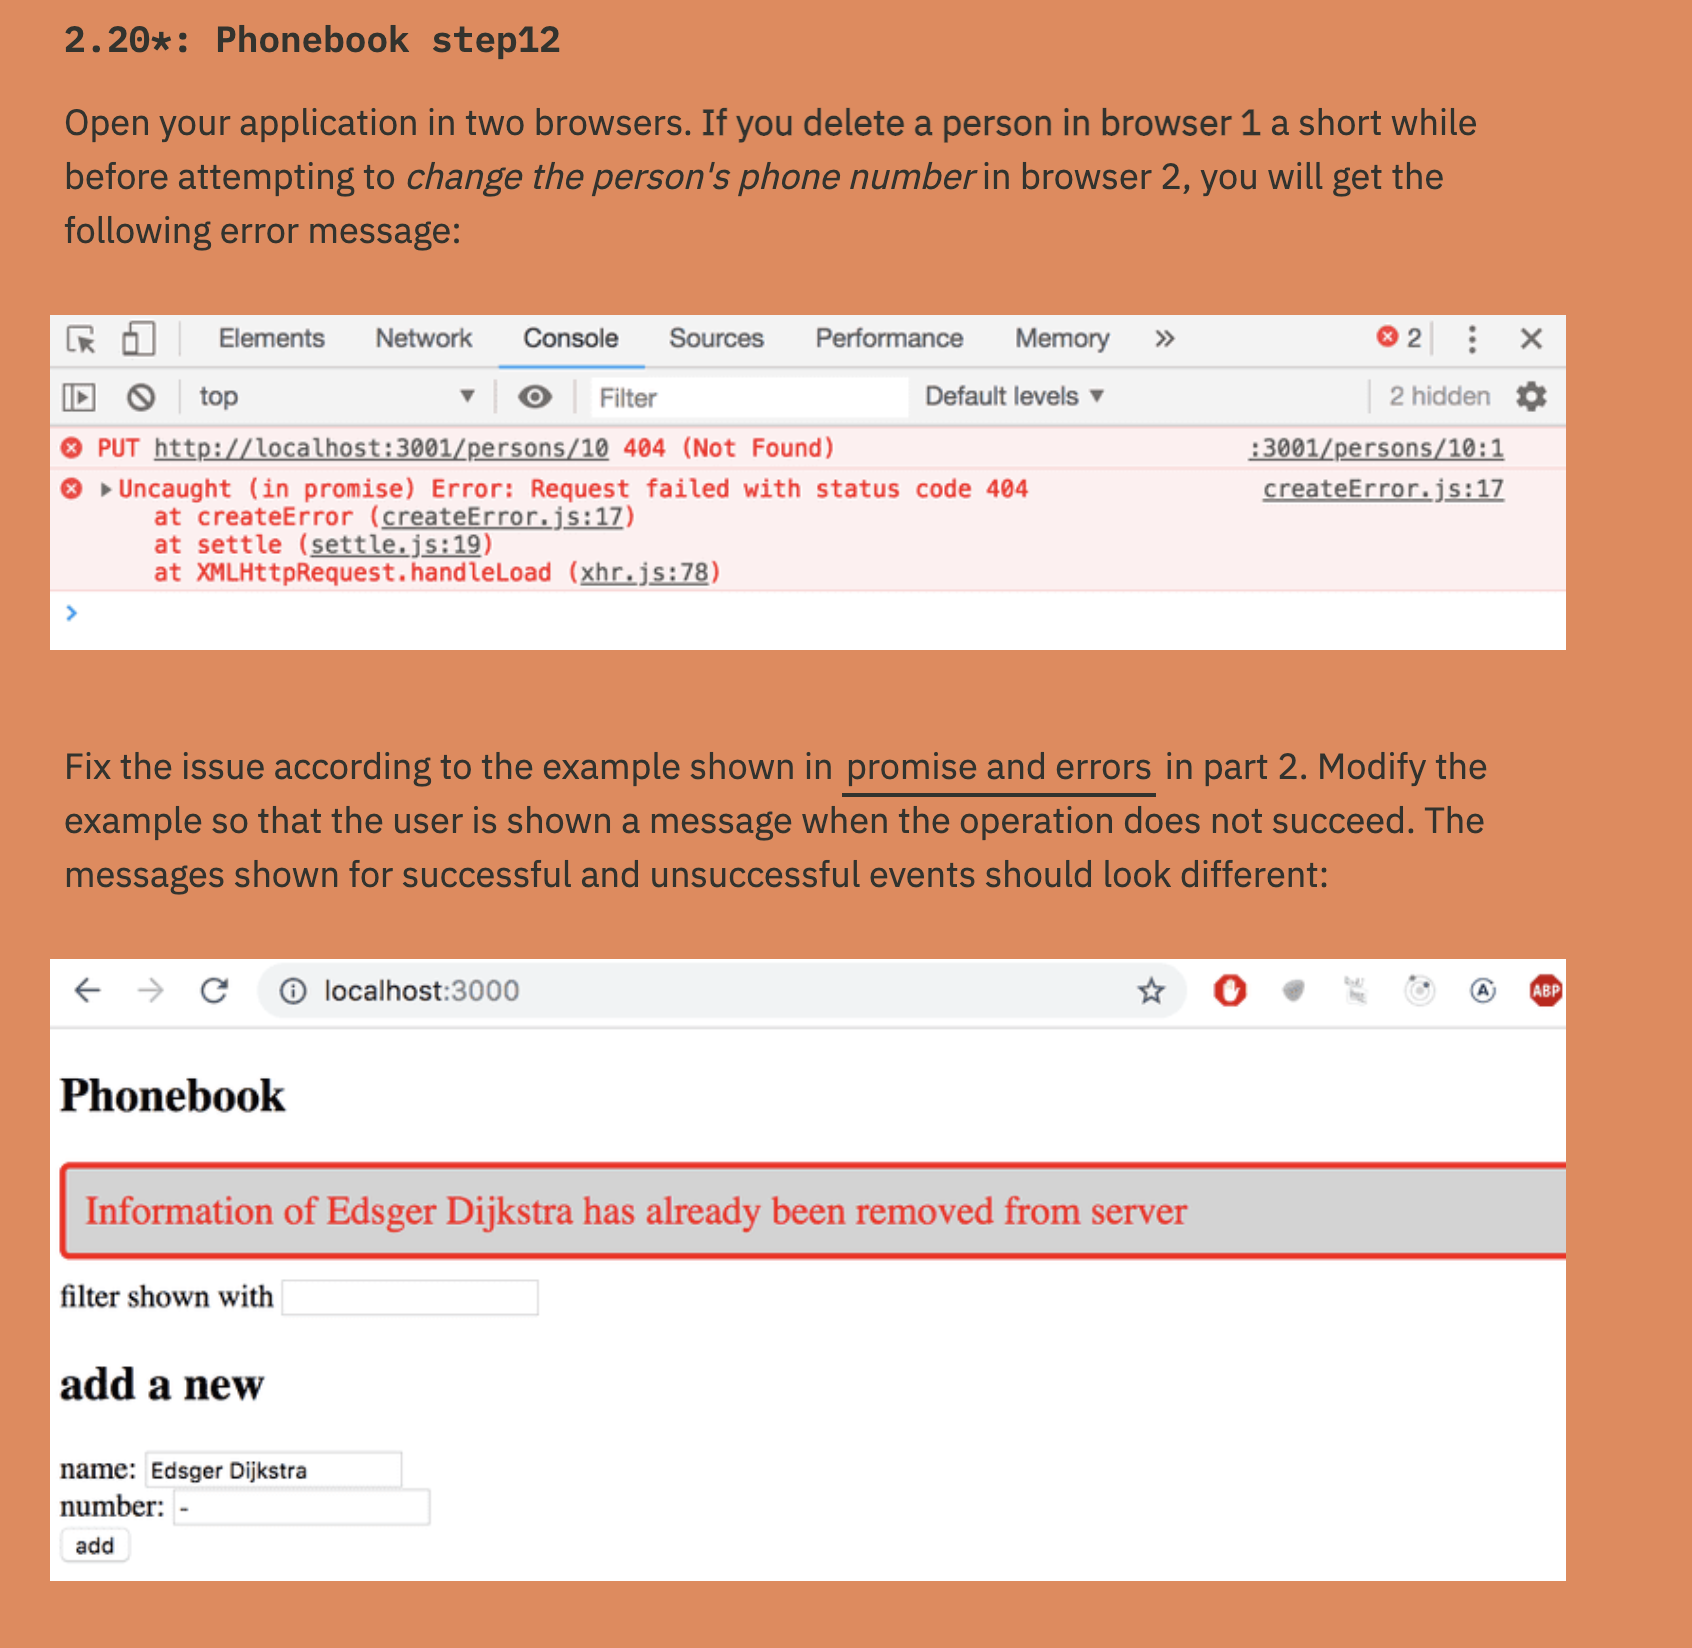 2.20*: Phonebook step12
Open your application in two browsers. If you delete a person in browser 1 a short while
before attempting to change the person's phone number in browser 2, you will get the
following error message:
Elements Network Console Sources Performance Memory » 2
top Filter Default levels ▼ 2 hidden
PUT http://localhost:3001/persons/10 404 (Not Found) :3001/persons/10:1
Uncaught (in promise) Error: Request failed with status code 404 createError.js:17
at createError (createError.js:17)
at settle (settle.js:19)
at XMLHttpRequest.handleLoad (xhr.js:78)
>
Fix the issue according to the example shown in promise and errors in part 2. Modify the
example so that the user is shown a message when the operation does not succeed. The
messages shown for successful and unsuccessful events should look different:
localhost:3000 A ABP
Phonebook
Information of Edsger Dijkstra has already been removed from server
filter shown with
add a new
name: Edsger Dijkstra
number: -
add